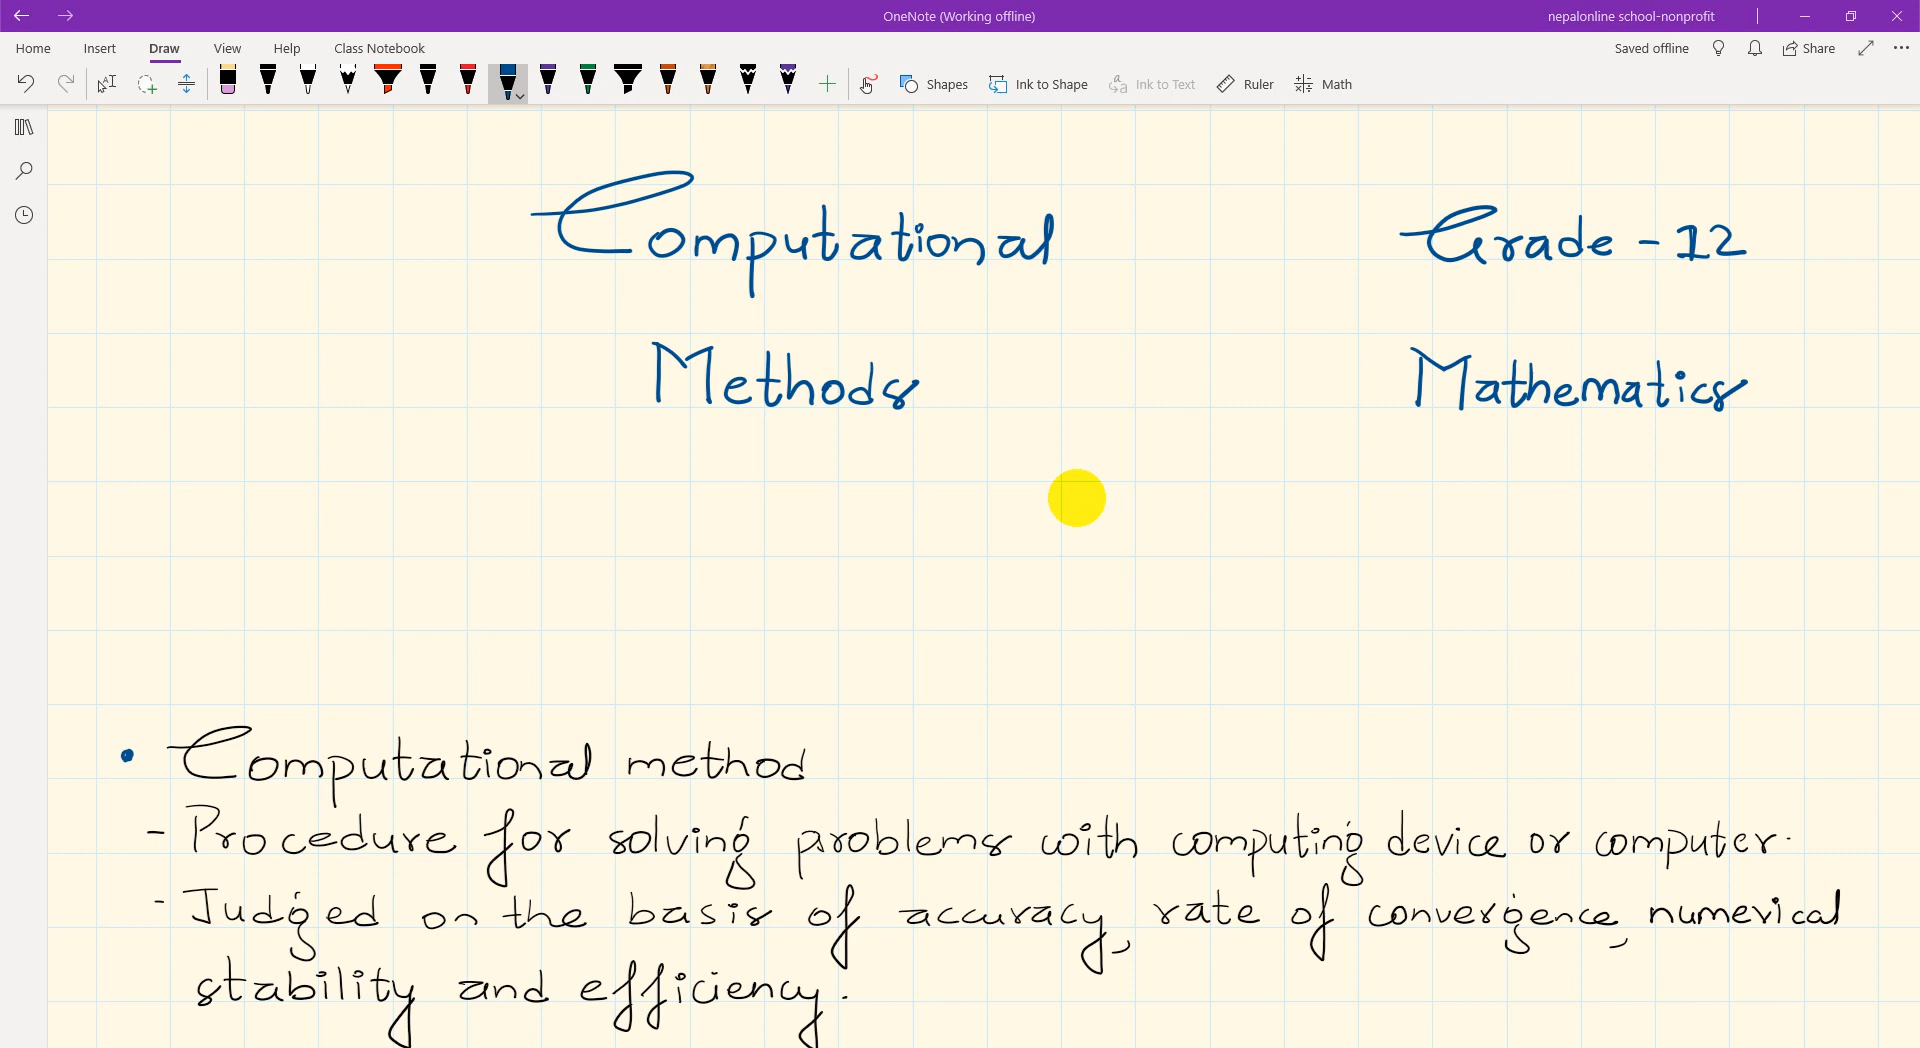 OneNote (Working offline)
nepalonline school-nonprofit
Home Insert Draw View Help Class Notebook
Saved offline Share
Shapes Ink to Shape Ink to Text Ruler Math
Computational
Grade - 12
Methods
Mathematics
• Computational method
- Procedure for solving problems with computing device or computer.
- Judged on the basis of accuracy, rate of convergence, numerical
stability and efficiency.